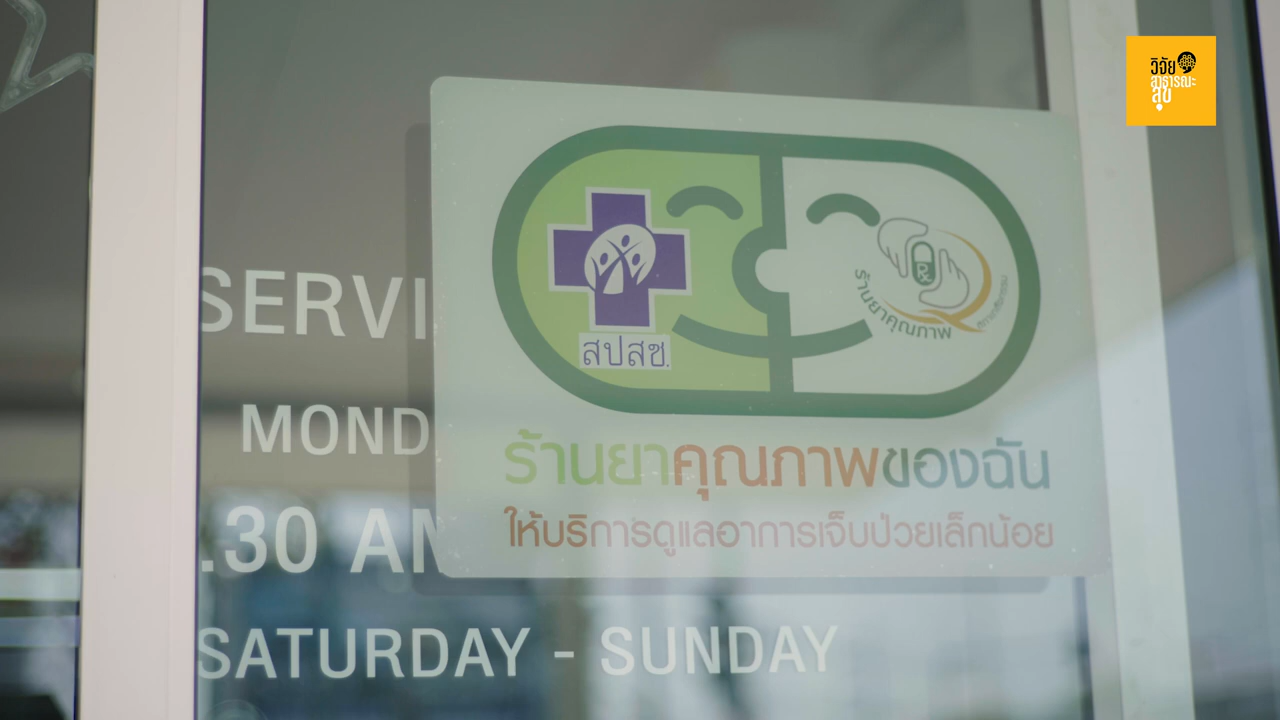 วิจัย
สาธารณะ
สุข
สปสช.
Rx
ร้านยาคุณภาพ
ร้านยาคุณภาพของฉัน
ให้บริการดูแลอาการเจ็บป่วยเล็กน้อย
SERVI
MOND
.30 AM
SATURDAY - SUNDAY